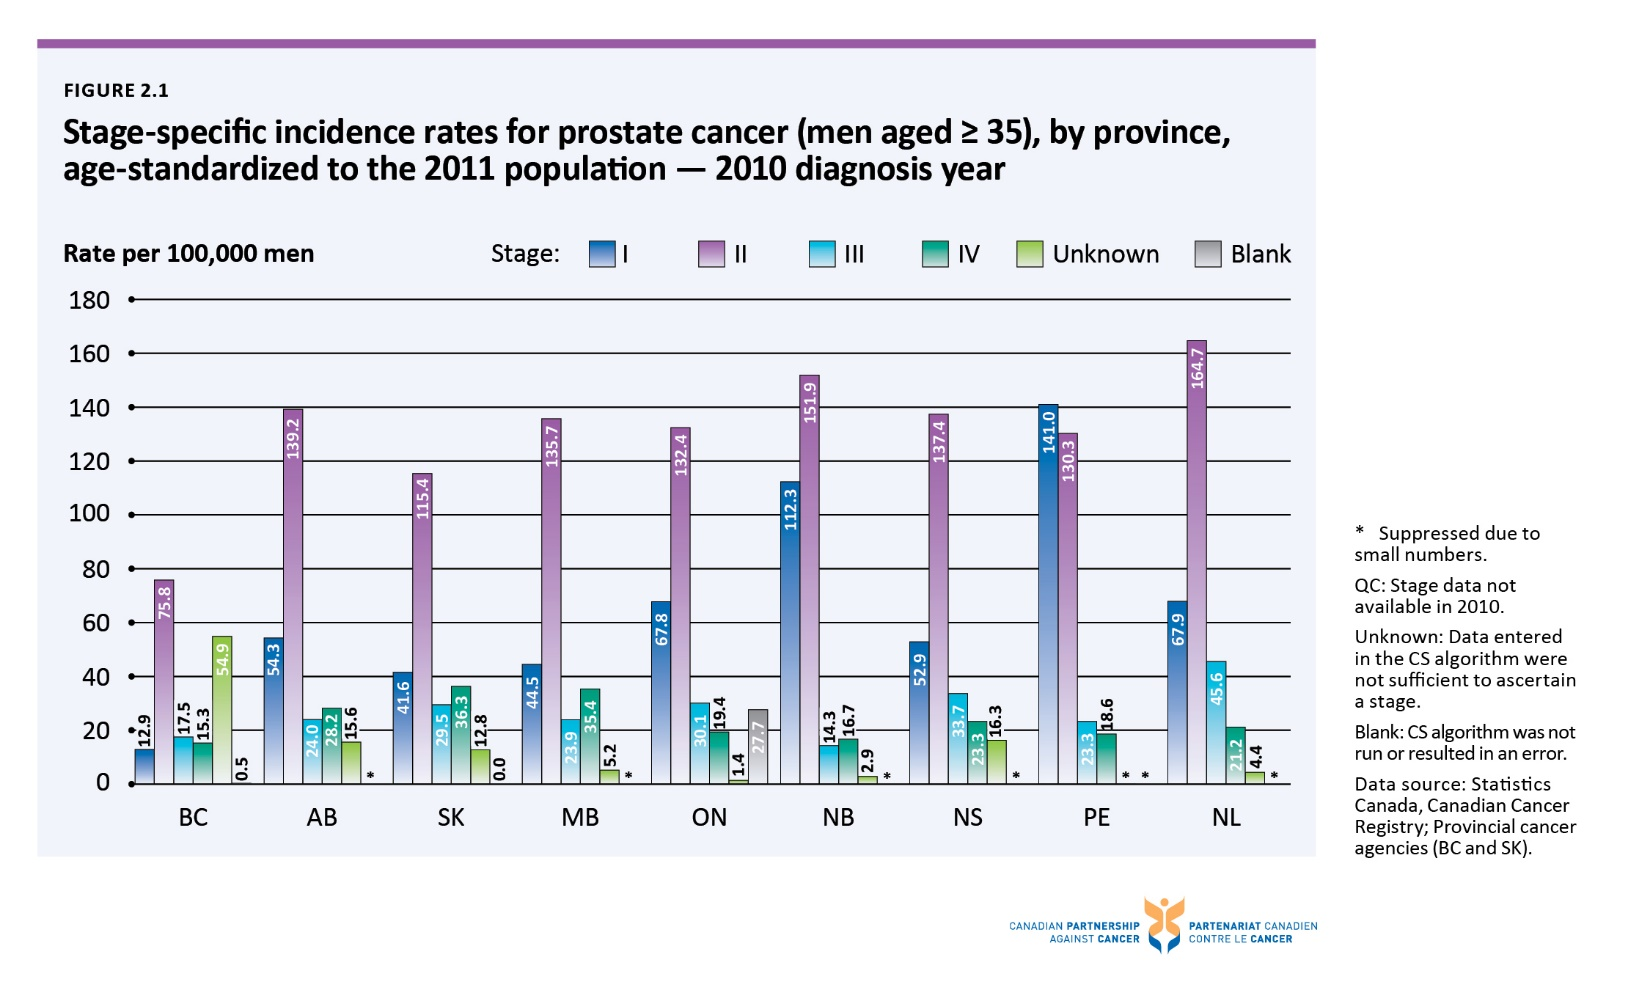 FIGURE 2.1
Stage-specific incidence rates for prostate cancer (men aged ≥ 35), by province,
age-standardized to the 2011 population — 2010 diagnosis year
Rate per 100,000 men
Stage: I II III IV Unknown Blank
180
160
140
120
100
80
60
40
20
0
12.9 75.8 17.5 15.3 54.9 0.5
54.3 139.2 24.0 28.2 15.6 *
41.6 115.4 29.5 36.3 12.8 0.0
44.5 135.7 23.9 35.4 5.2 *
67.8 132.4 30.1 19.4 1.4 27.7
112.3 151.9 14.3 16.7 2.9 *
52.9 137.4 33.7 23.3 16.3 *
141.0 130.3 23.3 18.6 * *
67.9 164.7 45.6 21.2 4.4 *
BC AB SK MB ON NB NS PE NL
* Suppressed due to
small numbers.
QC: Stage data not
available in 2010.
Unknown: Data entered
in the CS algorithm were
not sufficient to ascertain
a stage.
Blank: CS algorithm was not
run or resulted in an error.
Data source: Statistics
Canada, Canadian Cancer
Registry; Provincial cancer
agencies (BC and SK).
CANADIAN PARTNERSHIP
AGAINST CANCER
PARTENARIAT CANADIEN
CONTRE LE CANCER